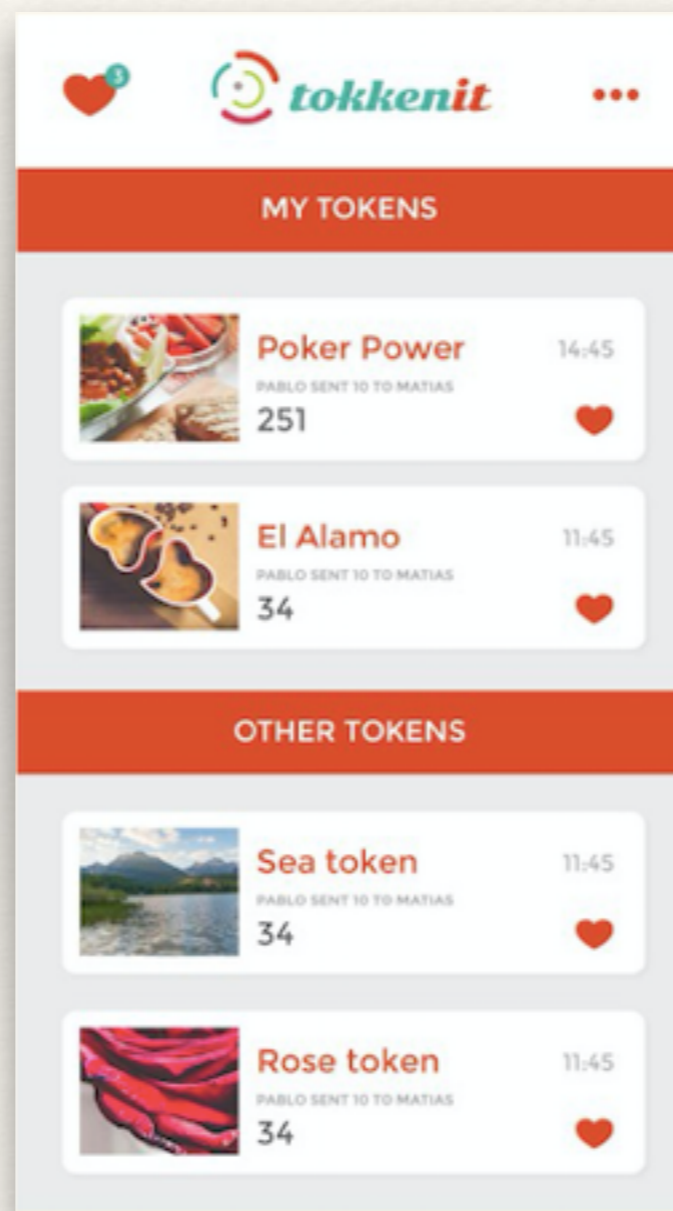 3
tokkenit
MY TOKENS
Poker Power
14:45
PABLO SENT 10 TO MATIAS
251
El Alamo
11:45
PABLO SENT 10 TO MATIAS
34
OTHER TOKENS
Sea token
11:45
PABLO SENT 10 TO MATIAS
34
Rose token
11:45
PABLO SENT 10 TO MATIAS
34